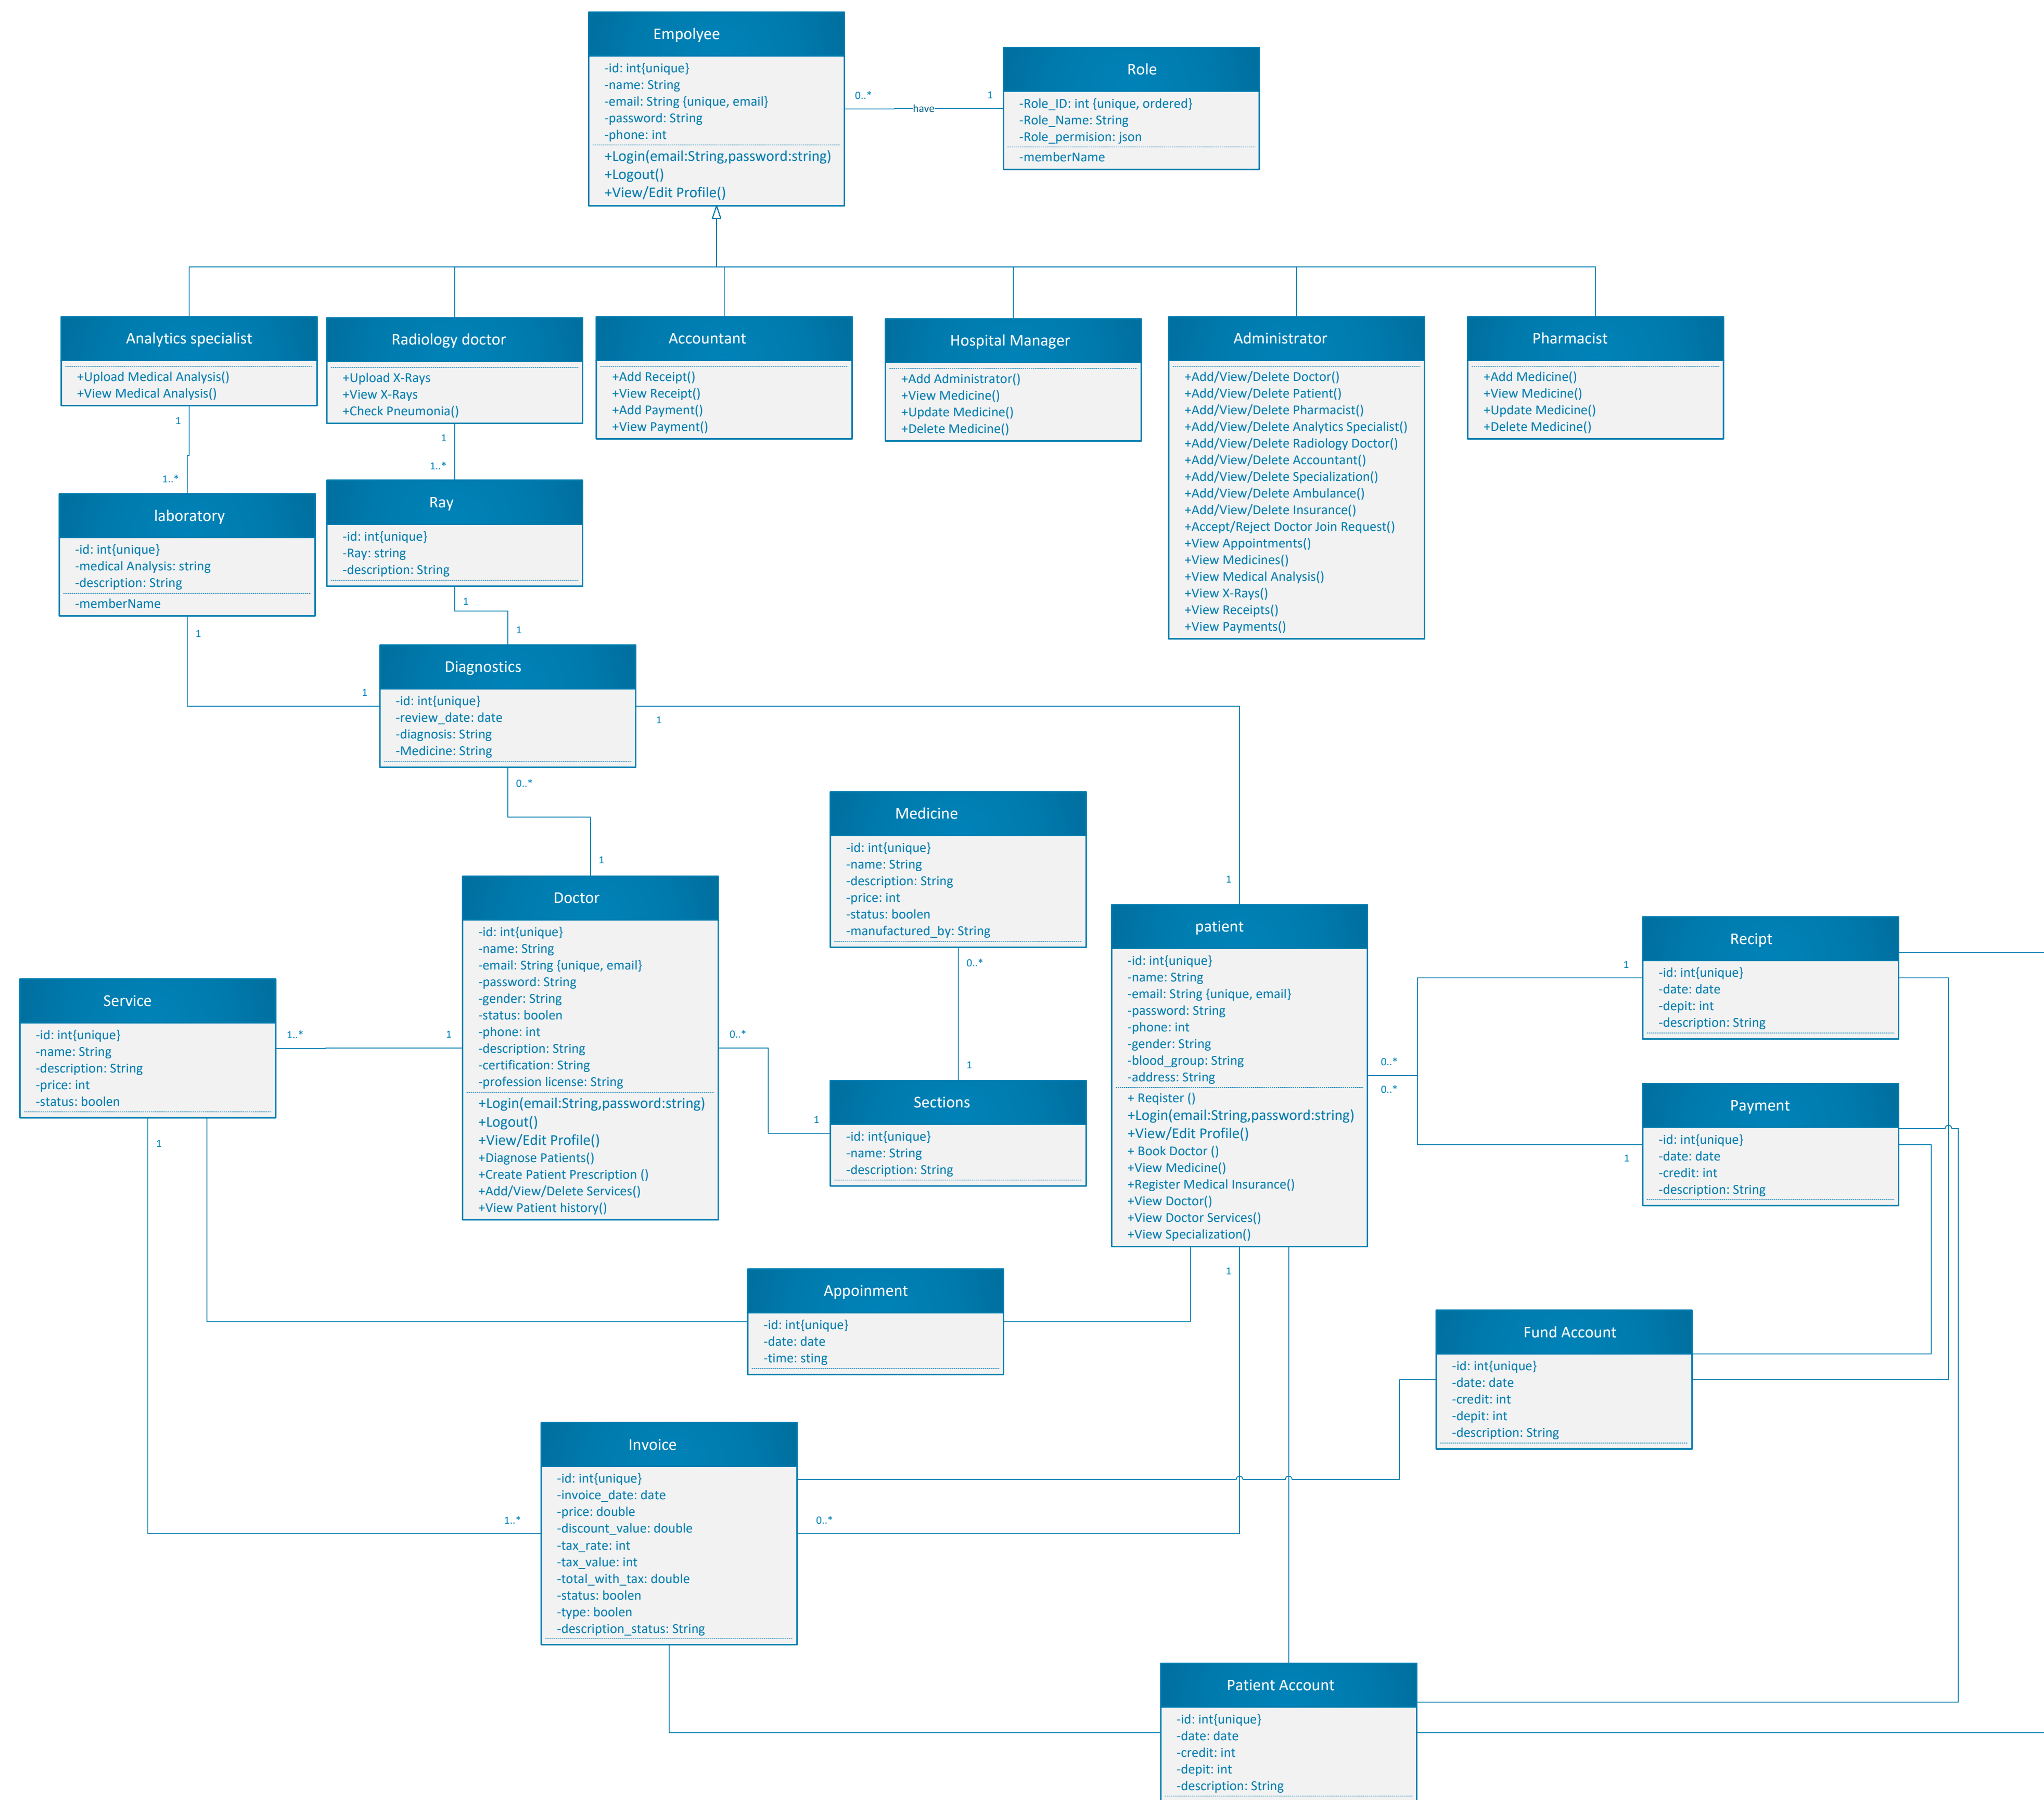 Empolyee
-id: int{unique}
-name: String
-email: String {unique, email}
-password: String
-phone: int
+Login(email:String,password:string)
+Logout()
+View/Edit Profile()
0..*
have
1
Role
-Role_ID: int {unique, ordered}
-Role_Name: String
-Role_permision: json
-memberName
Analytics specialist
+Upload Medical Analysis()
+View Medical Analysis()
1
1..*
Radiology doctor
+Upload X-Rays
+View X-Rays
+Check Pneumonia()
1
1..*
Accountant
+Add Receipt()
+View Receipt()
+Add Payment()
+View Payment()
Hospital Manager
+Add Administrator()
+View Medicine()
+Update Medicine()
+Delete Medicine()
Administrator
+Add/View/Delete Doctor()
+Add/View/Delete Patient()
+Add/View/Delete Pharmacist()
+Add/View/Delete Analytics Specialist()
+Add/View/Delete Radiology Doctor()
+Add/View/Delete Accountant()
+Add/View/Delete Specialization()
+Add/View/Delete Ambulance()
+Add/View/Delete Insurance()
+Accept/Reject Doctor Join Request()
+View Appointments()
+View Medicines()
+View Medical Analysis()
+View X-Rays()
+View Receipts()
+View Payments()
Pharmacist
+Add Medicine()
+View Medicine()
+Update Medicine()
+Delete Medicine()
laboratory
-id: int{unique}
-medical Analysis: string
-description: String
-memberName
1
1
Ray
-id: int{unique}
-Ray: string
-description: String
1
1
Diagnostics
-id: int{unique}
-review_date: date
-diagnosis: String
-Medicine: String
1
1
0..*
1
Medicine
-id: int{unique}
-name: String
-description: String
-price: int
-status: boolen
-manufactured_by: String
0..*
1
Doctor
-id: int{unique}
-name: String
-email: String {unique, email}
-password: String
-gender: String
-status: boolen
-phone: int
-description: String
-certification: String
-profession license: String
+Login(email:String,password:string)
+Logout()
+View/Edit Profile()
+Diagnose Patients()
+Create Patient Prescription ()
+Add/View/Delete Services()
+View Patient history()
0..*
1
Service
-id: int{unique}
-name: String
-description: String
-price: int
-status: boolen
1..*
1
1
Sections
-id: int{unique}
-name: String
-description: String
patient
-id: int{unique}
-name: String
-email: String {unique, email}
-password: String
-phone: int
-gender: String
-blood_group: String
-address: String
+ Reqister ()
+Login(email:String,password:string)
+View/Edit Profile()
+ Book Doctor ()
+View Medicine()
+Register Medical Insurance()
+View Doctor()
+View Doctor Services()
+View Specialization()
0..*
0..*
1
1
1
Recipt
-id: int{unique}
-date: date
-depit: int
-description: String
Payment
-id: int{unique}
-date: date
-credit: int
-description: String
Appoinment
-id: int{unique}
-date: date
-time: sting
Fund Account
-id: int{unique}
-date: date
-credit: int
-depit: int
-description: String
Invoice
-id: int{unique}
-invoice_date: date
-price: double
-discount_value: double
-tax_rate: int
-tax_value: int
-total_with_tax: double
-status: boolen
-type: boolen
-description_status: String
1..*
0..*
Patient Account
-id: int{unique}
-date: date
-credit: int
-depit: int
-description: String